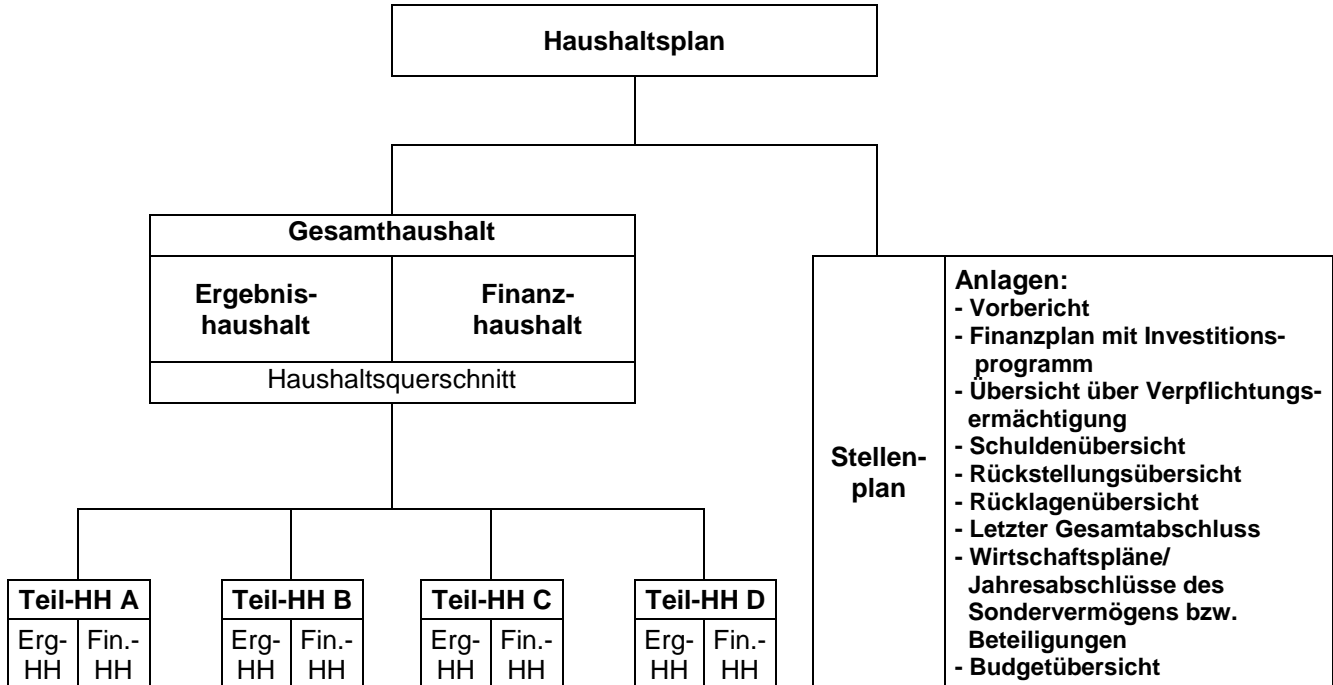 Haushaltsplan
Gesamthaushalt
Ergebnis-
haushalt
Finanz-
haushalt
Haushaltsquerschnitt
Teil-HH A
Erg-
HH
Fin.-
HH
Teil-HH B
Erg-
HH
Fin.-
HH
Teil-HH C
Erg-
HH
Fin.-
HH
Teil-HH D
Erg-
HH
Fin.-
HH
Stellen-
plan
Anlagen:
- Vorbericht
- Finanzplan mit Investitions-
programm
- Übersicht über Verpflichtungs-
ermächtigung
- Schuldenübersicht
- Rückstellungsübersicht
- Rücklagenübersicht
- Letzter Gesamtabschluss
- Wirtschaftspläne/
Jahresabschlüsse des
Sondervermögens bzw.
Beteiligungen
- Budgetübersicht